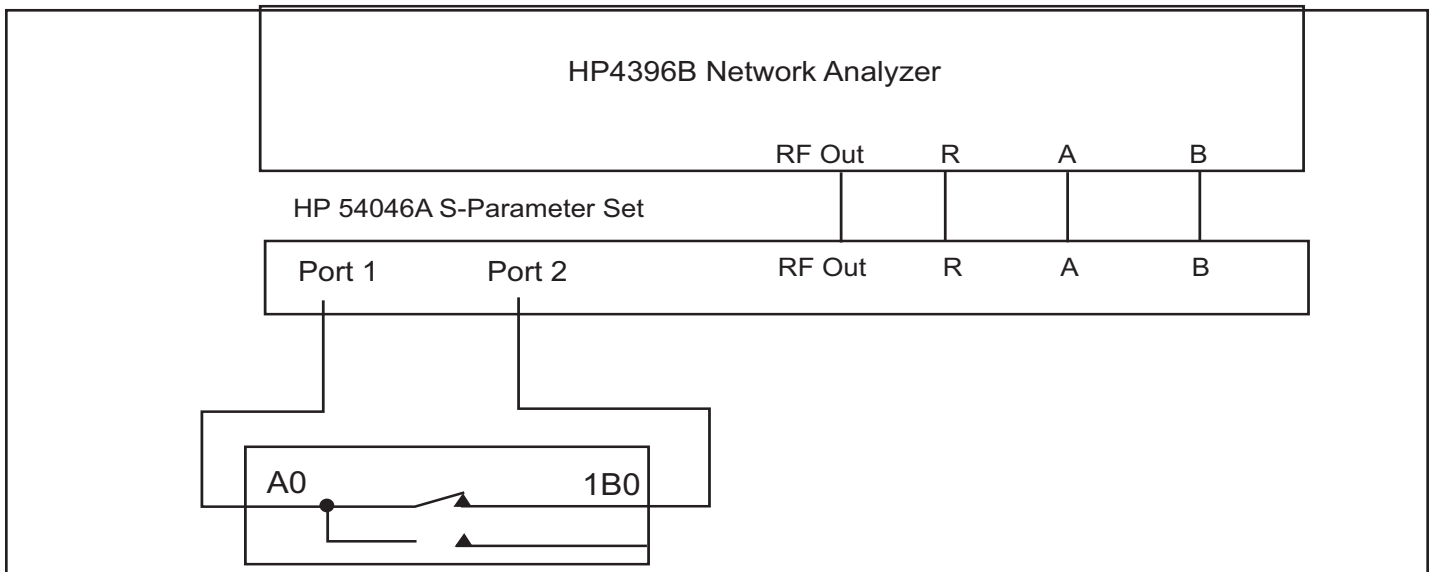 HP4396B Network Analyzer
RF Out R A B
HP 54046A S-Parameter Set
Port 1 Port 2 RF Out R A B
A0 1B0